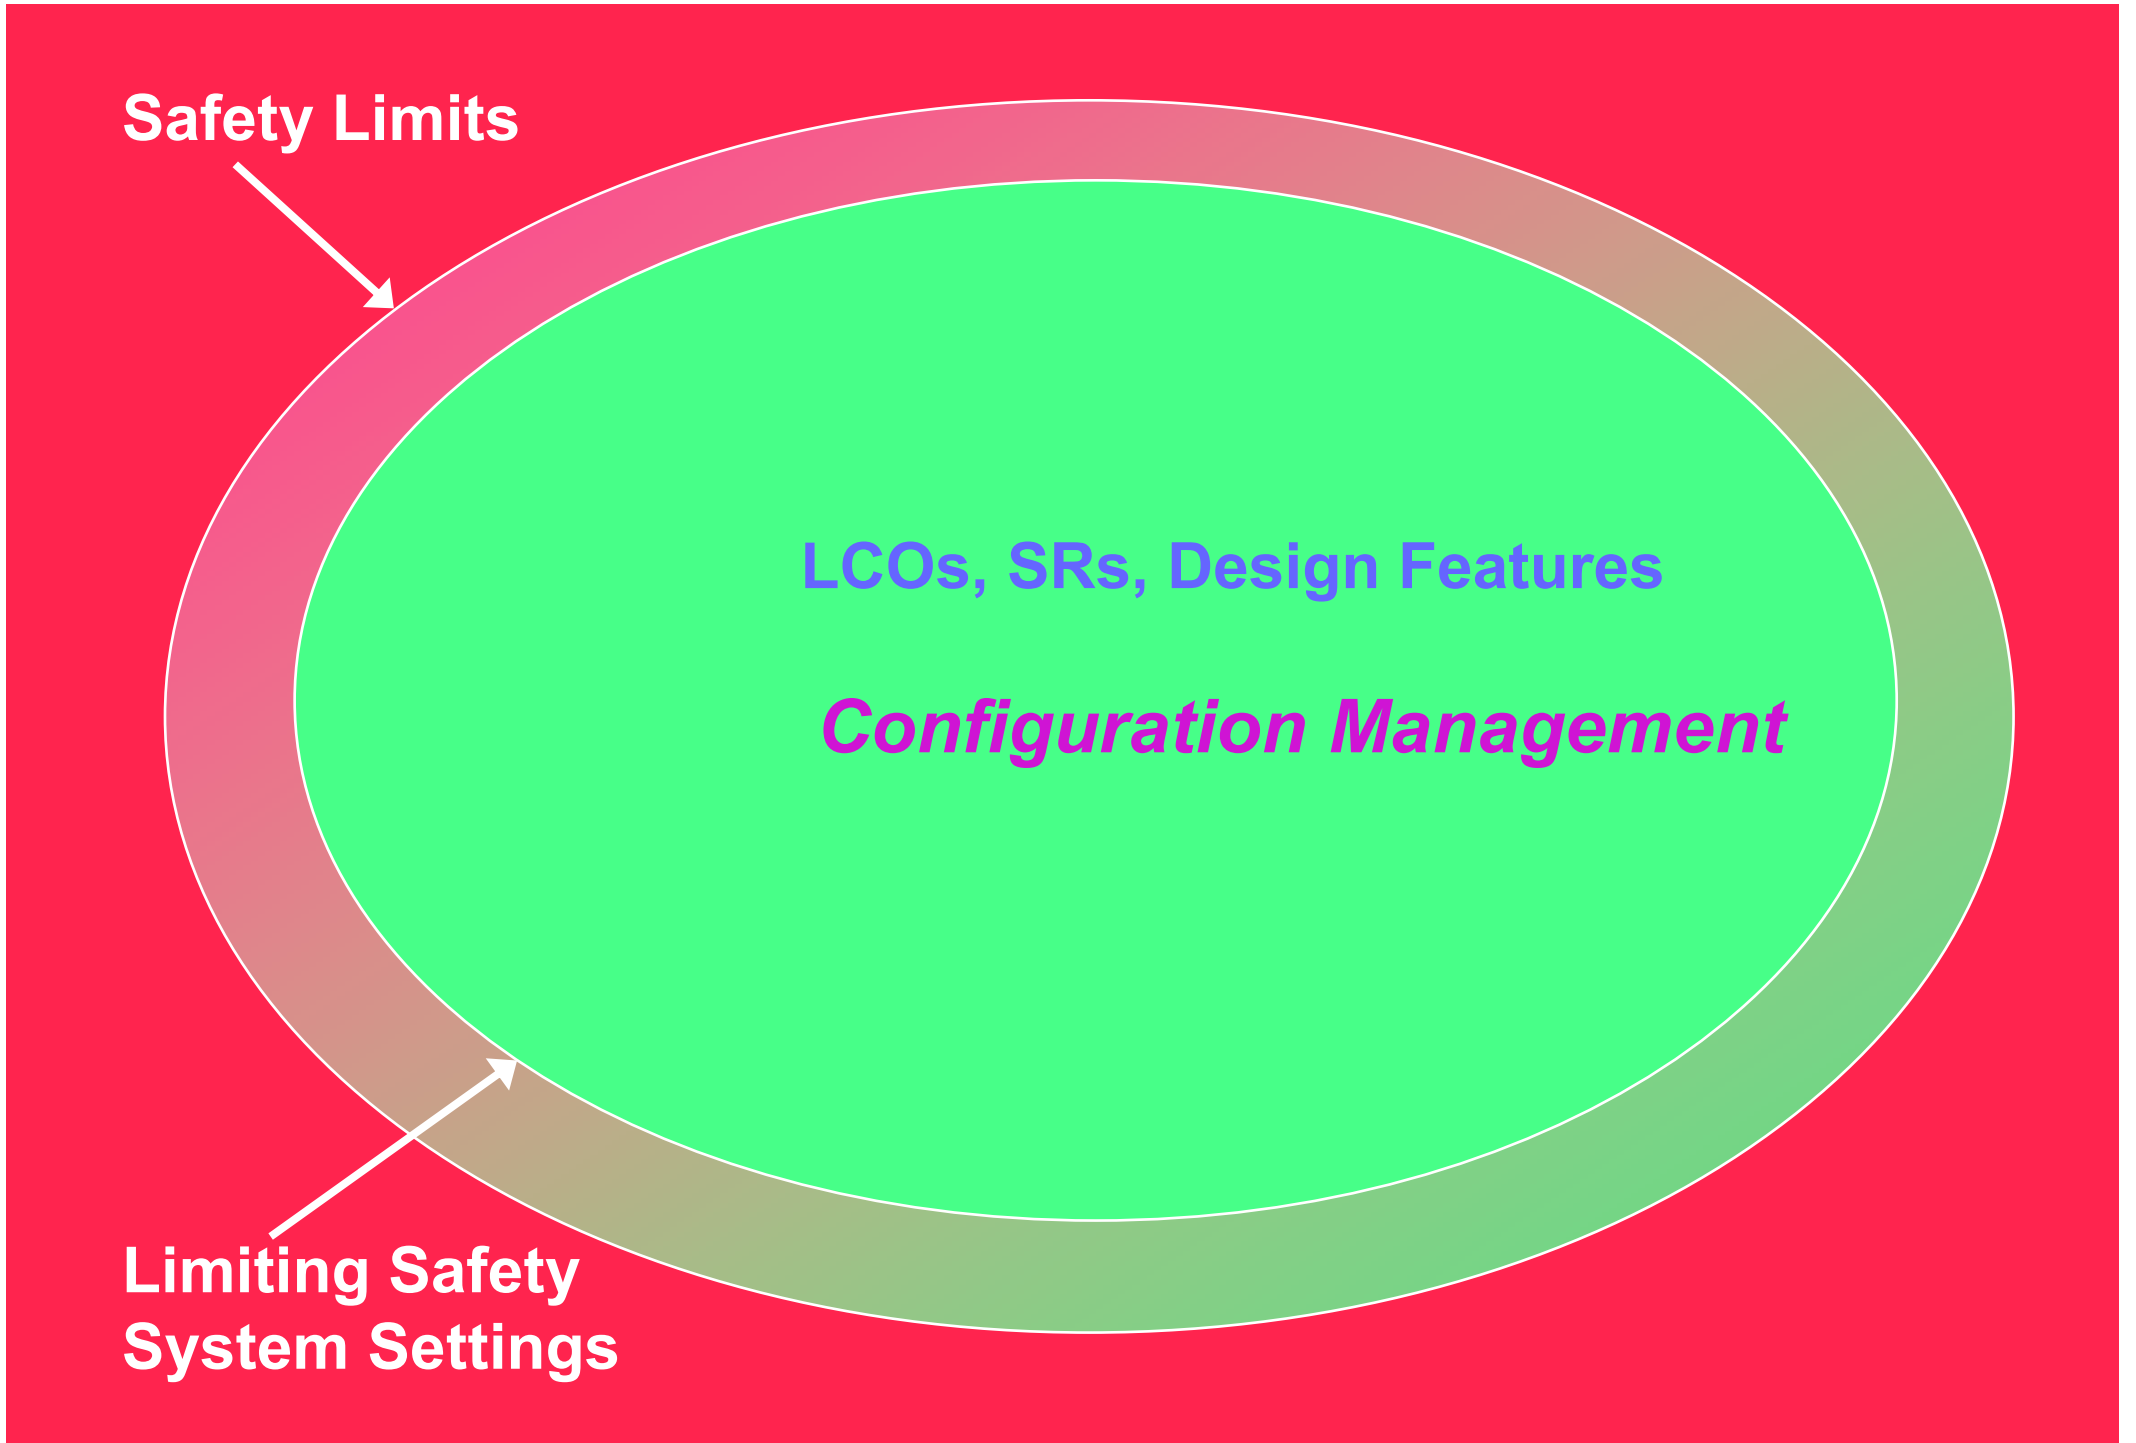 Safety Limits
LCOs, SRs, Design Features
Configuration Management
Limiting Safety
System Settings